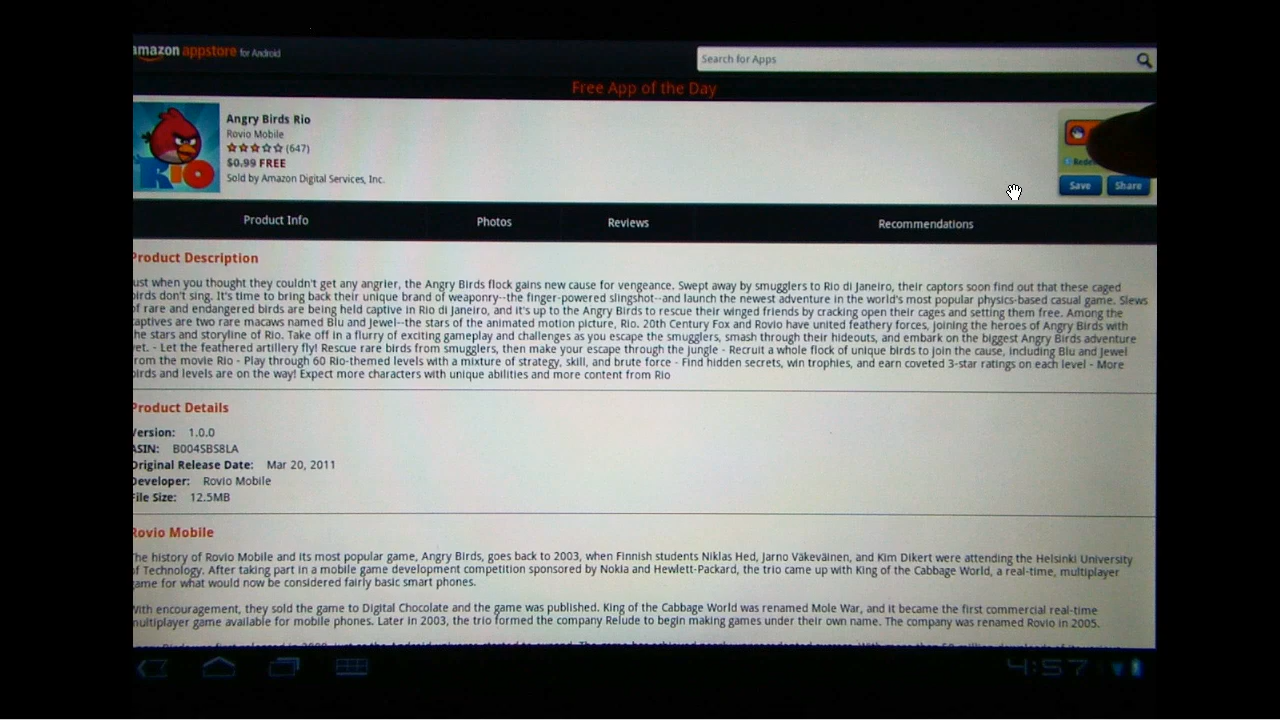 amazon appstore for Android
Search for Apps
Free App of the Day
Angry Birds Rio
Rovio Mobile
(647)
$0.99 FREE
Sold by Amazon Digital Services, Inc.
RIO
Save Share
Product Info Photos Reviews Recommendations
Product Description
ust when you thought they couldn't get any angrier, the Angry Birds flock gains new cause for vengeance. Swept away by smugglers to Rio di Janeiro, their captors soon find out that these caged
birds don't sing. It's time to bring back their unique brand of weaponry--the finger-powered slingshot--and launch the newest adventure in the world's most popular physics-based casual game. Slews
of rare and endangered birds are being held captive in Rio di Janeiro, and it's up to the Angry Birds to rescue their winged friends by cracking open their cages and setting them free. Among the
captives are two rare macaws named Blu and Jewel--the stars of the animated motion picture, Rio. 20th Century Fox and Rovio have united feathery forces, joining the heroes of Angry Birds with
the stars and storyline of Rio. Take off in a flurry of exciting gameplay and challenges as you escape the smugglers, smash through their hideouts, and embark on the biggest Angry Birds adventure
yet. - Let the feathered artillery fly! Rescue rare birds from smugglers, then make your escape through the jungle - Recruit a whole flock of unique birds to join the cause, including Blu and Jewel
from the movie Rio - Play through 60 Rio-themed levels with a mixture of strategy, skill, and brute force - Find hidden secrets, win trophies, and earn coveted 3-star ratings on each level - More
birds and levels are on the way! Expect more characters with unique abilities and more content from Rio
Product Details
Version: 1.0.0
ASIN: B004SBS8LA
Original Release Date: Mar 20, 2011
Developer: Rovio Mobile
File Size: 12.5MB
Rovio Mobile
The history of Rovio Mobile and its most popular game, Angry Birds, goes back to 2003, when Finnish students Niklas Hed, Jarno Väkeväinen, and Kim Dikert were attending the Helsinki University
of Technology. After taking part in a mobile game development competition sponsored by Nokia and Hewlett-Packard, the trio came up with King of the Cabbage World, a real-time, multiplayer
game for what would now be considered fairly basic smart phones.
With encouragement, they sold the game to Digital Chocolate and the game was published. King of the Cabbage World was renamed Mole War, and it became the first commercial real-time
multiplayer game available for mobile phones. Later in 2003, the trio formed the company Relude to begin making games under their own name. The company was renamed Rovio in 2005.
4:57